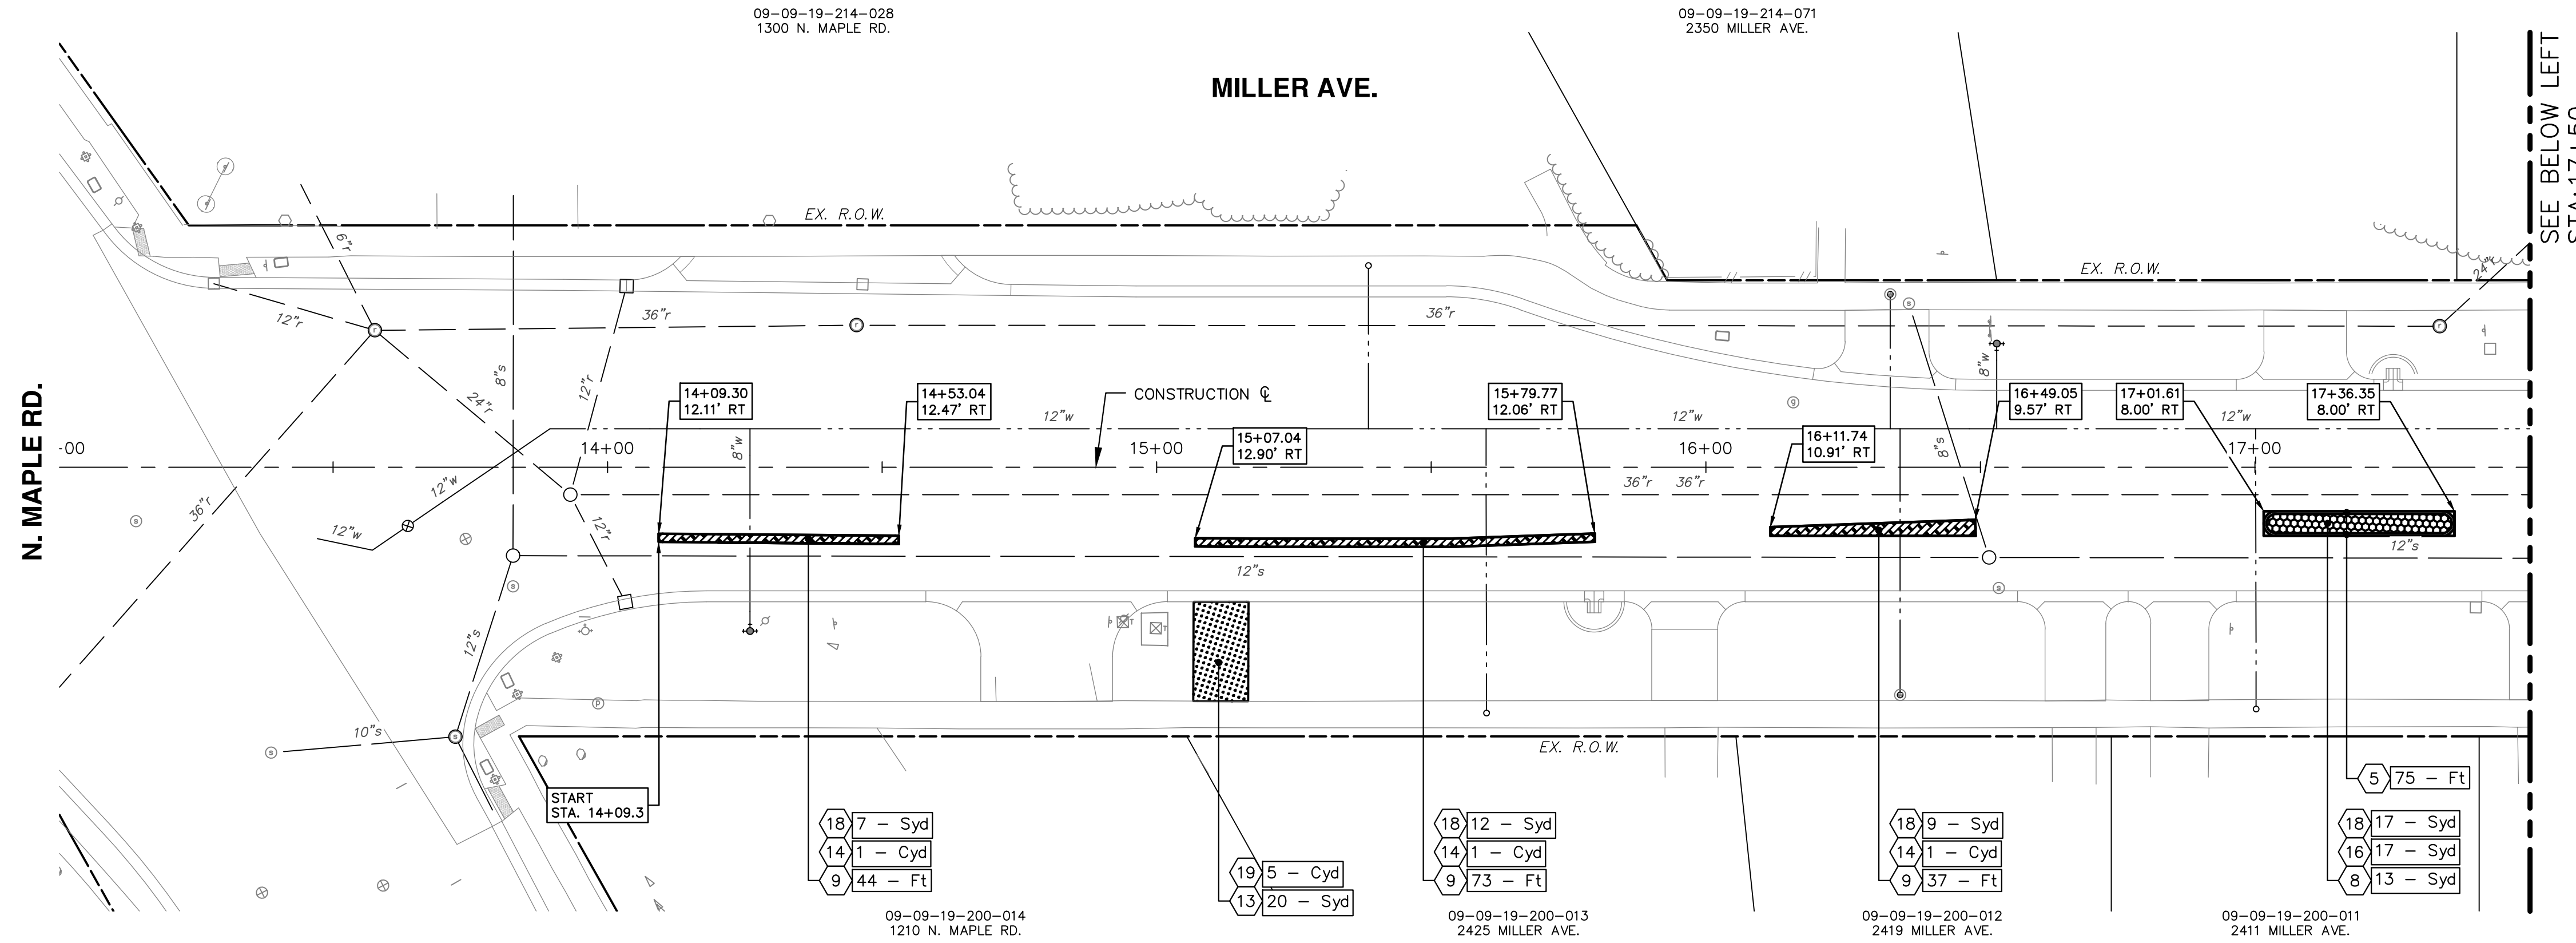 09-09-19-214-028
1300 N. MAPLE RD.
09-09-19-214-071
2350 MILLER AVE.
MILLER AVE.
SEE BELOW LEFT
STA:17+50
N. MAPLE RD.
EX. R.O.W.
EX. R.O.W.
6"r
12"r
36"r
36"r
24"r
8"s
12"r
24"r
8"w
14+09.30
12.11' RT
14+53.04
12.47' RT
CONSTRUCTION ℄
15+79.77
12.06' RT
16+49.05
9.57' RT
17+01.61
8.00' RT
17+36.35
8.00' RT
12"w
12"w
12"w
15+07.04
12.90' RT
16+11.74
10.91' RT
-00
14+00
15+00
16+00
17+00
8"w
8"s
12"w
36"r
36"r
36"r
12"w
12"r
12"s
12"s
12"s
10"s
EX. R.O.W.
START
STA. 14+09.3
5 75 - Ft
18 7 - Syd
14 1 - Cyd
9 44 - Ft
19 5 - Cyd
13 20 - Syd
18 12 - Syd
14 1 - Cyd
9 73 - Ft
18 9 - Syd
14 1 - Cyd
9 37 - Ft
18 17 - Syd
16 17 - Syd
8 13 - Syd
09-09-19-200-014
1210 N. MAPLE RD.
09-09-19-200-013
2425 MILLER AVE.
09-09-19-200-012
2419 MILLER AVE.
09-09-19-200-011
2411 MILLER AVE.